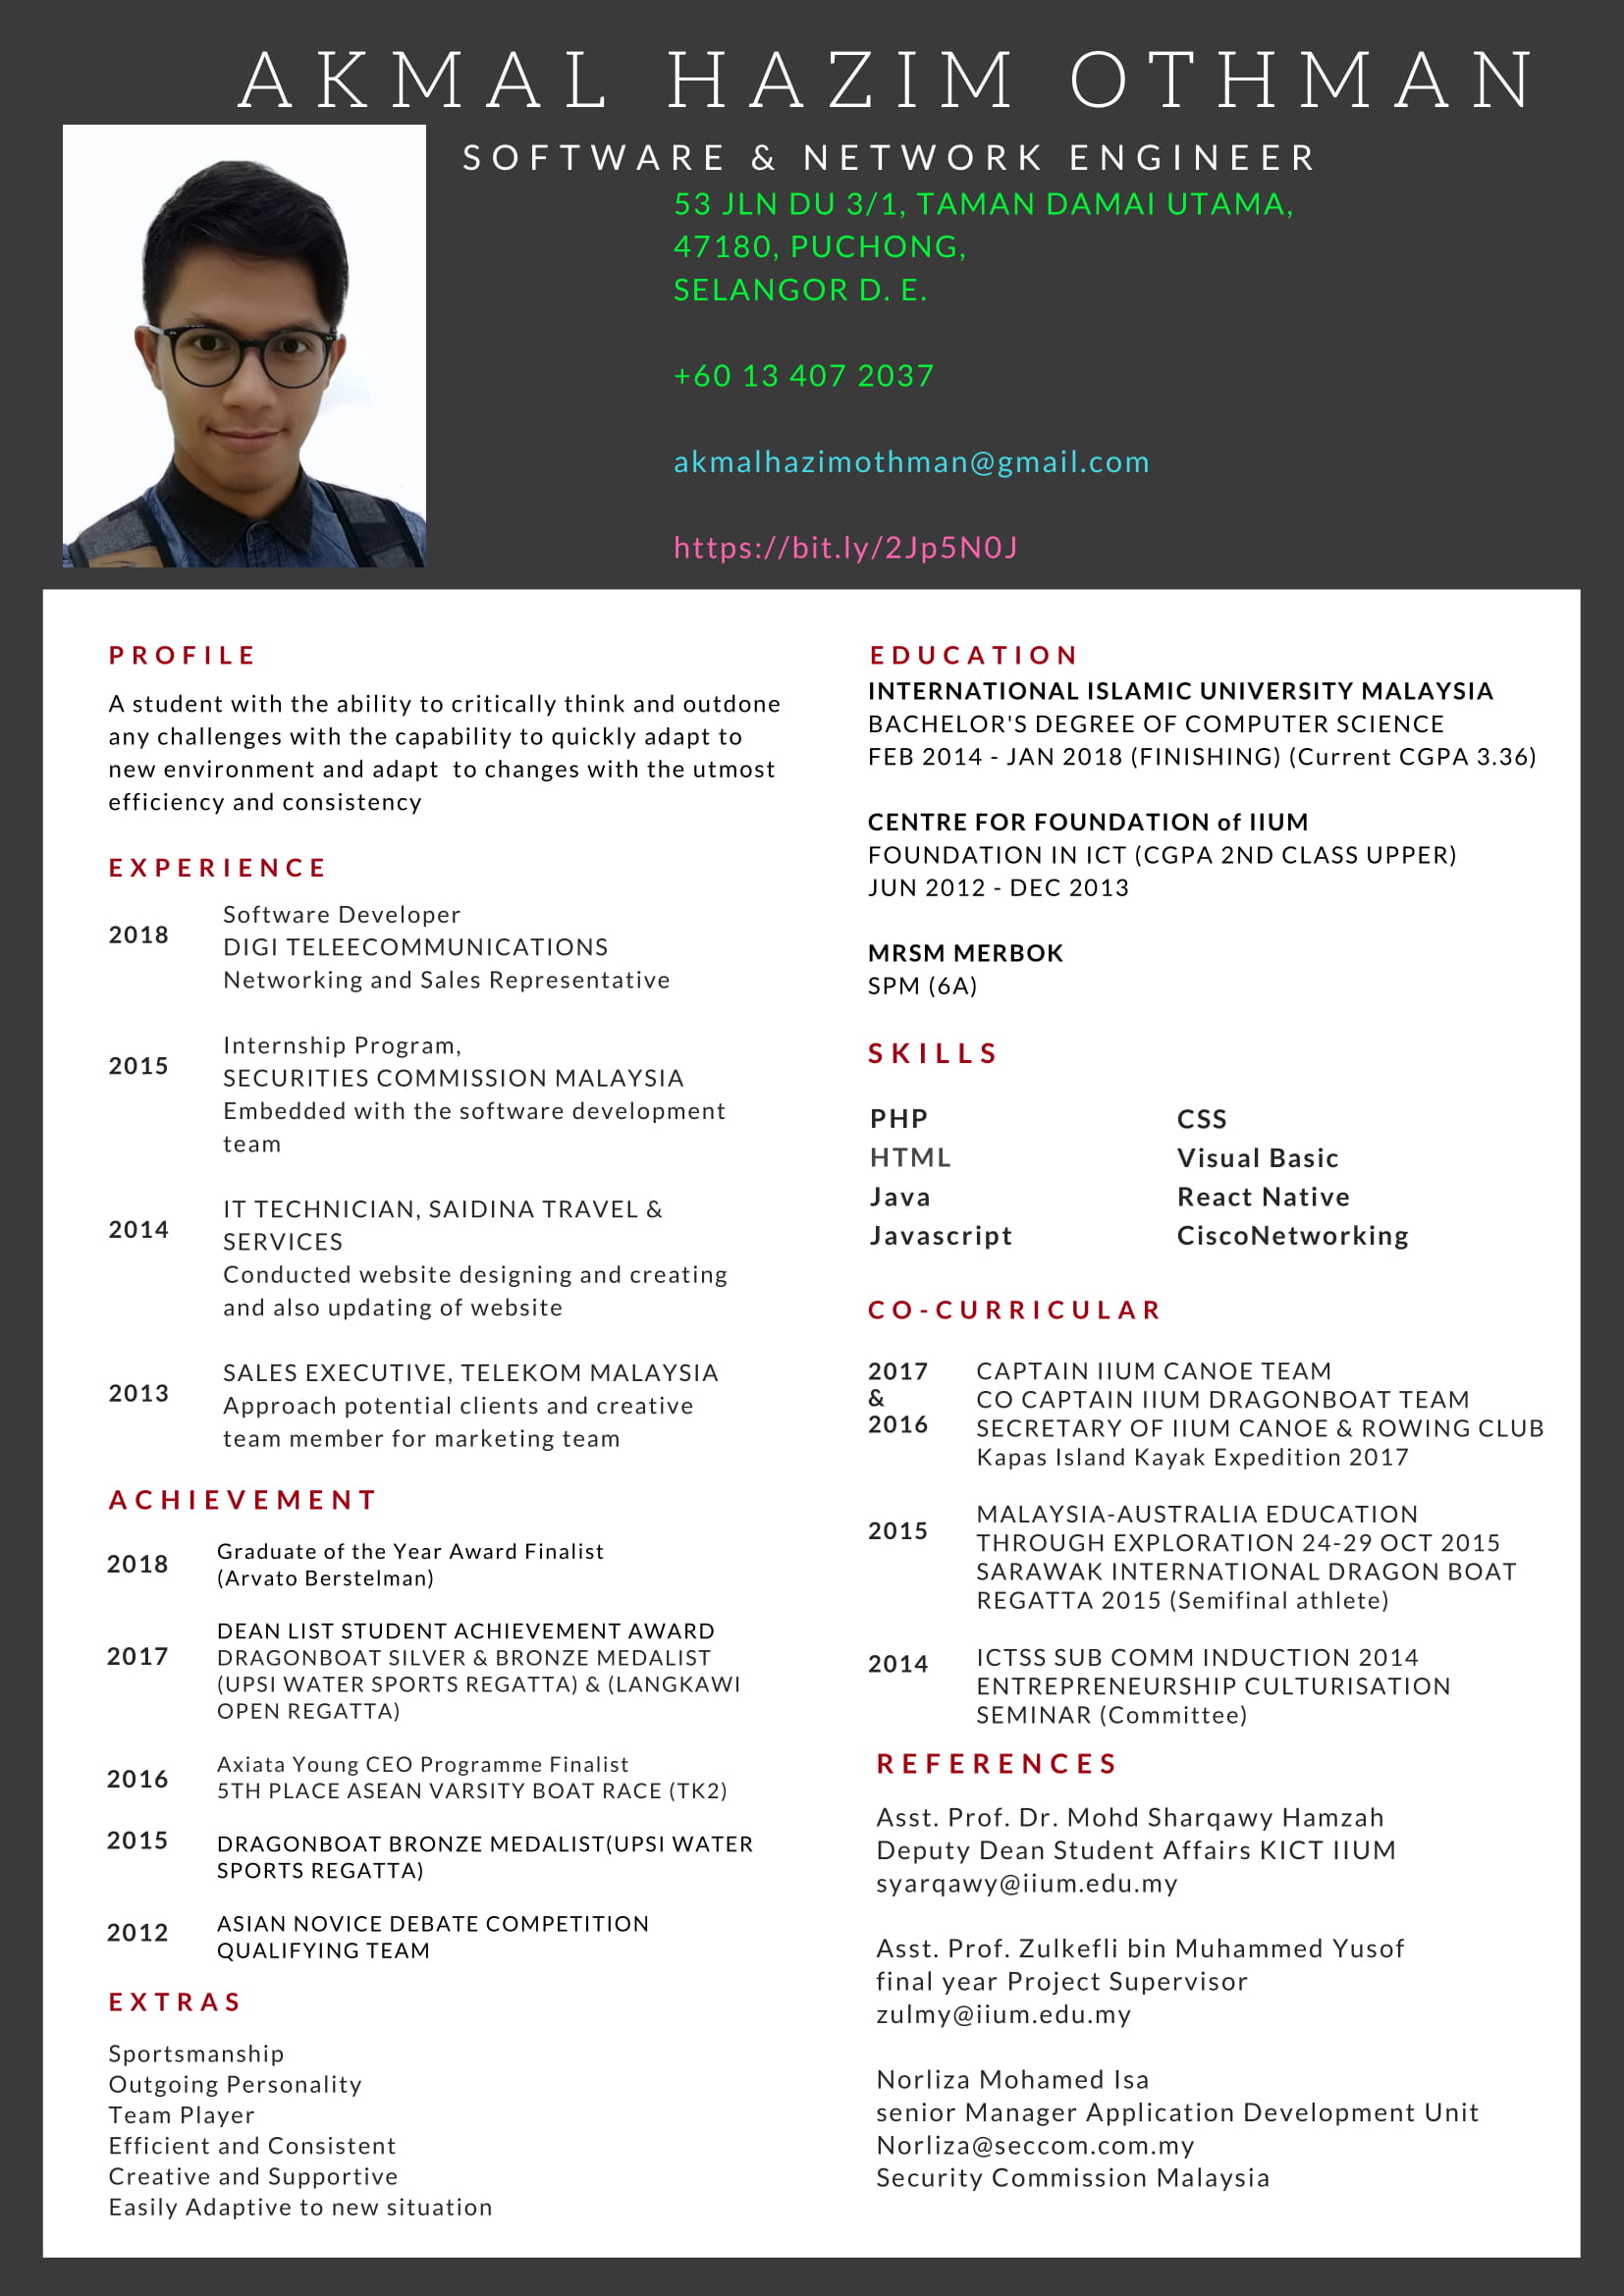 AKMAL HAZIM OTHMAN
SOFTWARE & NETWORK ENGINEER
53 JLN DU 3/1, TAMAN DAMAI UTAMA,
47180, PUCHONG,
SELANGOR D. E.
+60 13 407 2037
akmalhazimothman@gmail.com
https://bit.ly/2Jp5N0J
PROFILE
A student with the ability to critically think and outdone
any challenges with the capability to quickly adapt to
new environment and adapt  to changes with the utmost
efficiency and consistency
EXPERIENCE
2018
Software Developer
DIGI TELEECOMMUNICATIONS
Networking and Sales Representative
2015
Internship Program,
SECURITIES COMMISSION MALAYSIA
Embedded with the software development
team
2014
IT TECHNICIAN, SAIDINA TRAVEL &
SERVICES
Conducted website designing and creating
and also updating of website
2013
SALES EXECUTIVE, TELEKOM MALAYSIA
Approach potential clients and creative
team member for marketing team
ACHIEVEMENT
2018
Graduate of the Year Award Finalist
(Arvato Berstelman)
2017
DEAN LIST STUDENT ACHIEVEMENT AWARD
DRAGONBOAT SILVER & BRONZE MEDALIST
(UPSI WATER SPORTS REGATTA) & (LANGKAWI
OPEN REGATTA)
2016
Axiata Young CEO Programme Finalist
5TH PLACE ASEAN VARSITY BOAT RACE (TK2)
2015
DRAGONBOAT BRONZE MEDALIST(UPSI WATER
SPORTS REGATTA)
2012
ASIAN NOVICE DEBATE COMPETITION
QUALIFYING TEAM
EXTRAS
Sportsmanship
Outgoing Personality
Team Player
Efficient and Consistent
Creative and Supportive
Easily Adaptive to new situation
EDUCATION
INTERNATIONAL ISLAMIC UNIVERSITY MALAYSIA
BACHELOR'S DEGREE OF COMPUTER SCIENCE
FEB 2014 - JAN 2018 (FINISHING) (Current CGPA 3.36)
CENTRE FOR FOUNDATION of IIUM
FOUNDATION IN ICT (CGPA 2ND CLASS UPPER)
JUN 2012 - DEC 2013
MRSM MERBOK
SPM (6A)
SKILLS
PHP
HTML
Java
Javascript
CSS
Visual Basic
React Native
CiscoNetworking
CO-CURRICULAR
2017
&
2016
CAPTAIN IIUM CANOE TEAM
CO CAPTAIN IIUM DRAGONBOAT TEAM
SECRETARY OF IIUM CANOE & ROWING CLUB
Kapas Island Kayak Expedition 2017
2015
MALAYSIA-AUSTRALIA EDUCATION
THROUGH EXPLORATION 24-29 OCT 2015
SARAWAK INTERNATIONAL DRAGON BOAT
REGATTA 2015 (Semifinal athlete)
2014
ICTSS SUB COMM INDUCTION 2014
ENTREPRENEURSHIP CULTURISATION
SEMINAR (Committee)
REFERENCES
Asst. Prof. Dr. Mohd Sharqawy Hamzah
Deputy Dean Student Affairs KICT IIUM
syarqawy@iium.edu.my
Asst. Prof. Zulkefli bin Muhammed Yusof
final year Project Supervisor
zulmy@iium.edu.my
Norliza Mohamed Isa
senior Manager Application Development Unit
Norliza@seccom.com.my
Security Commission Malaysia